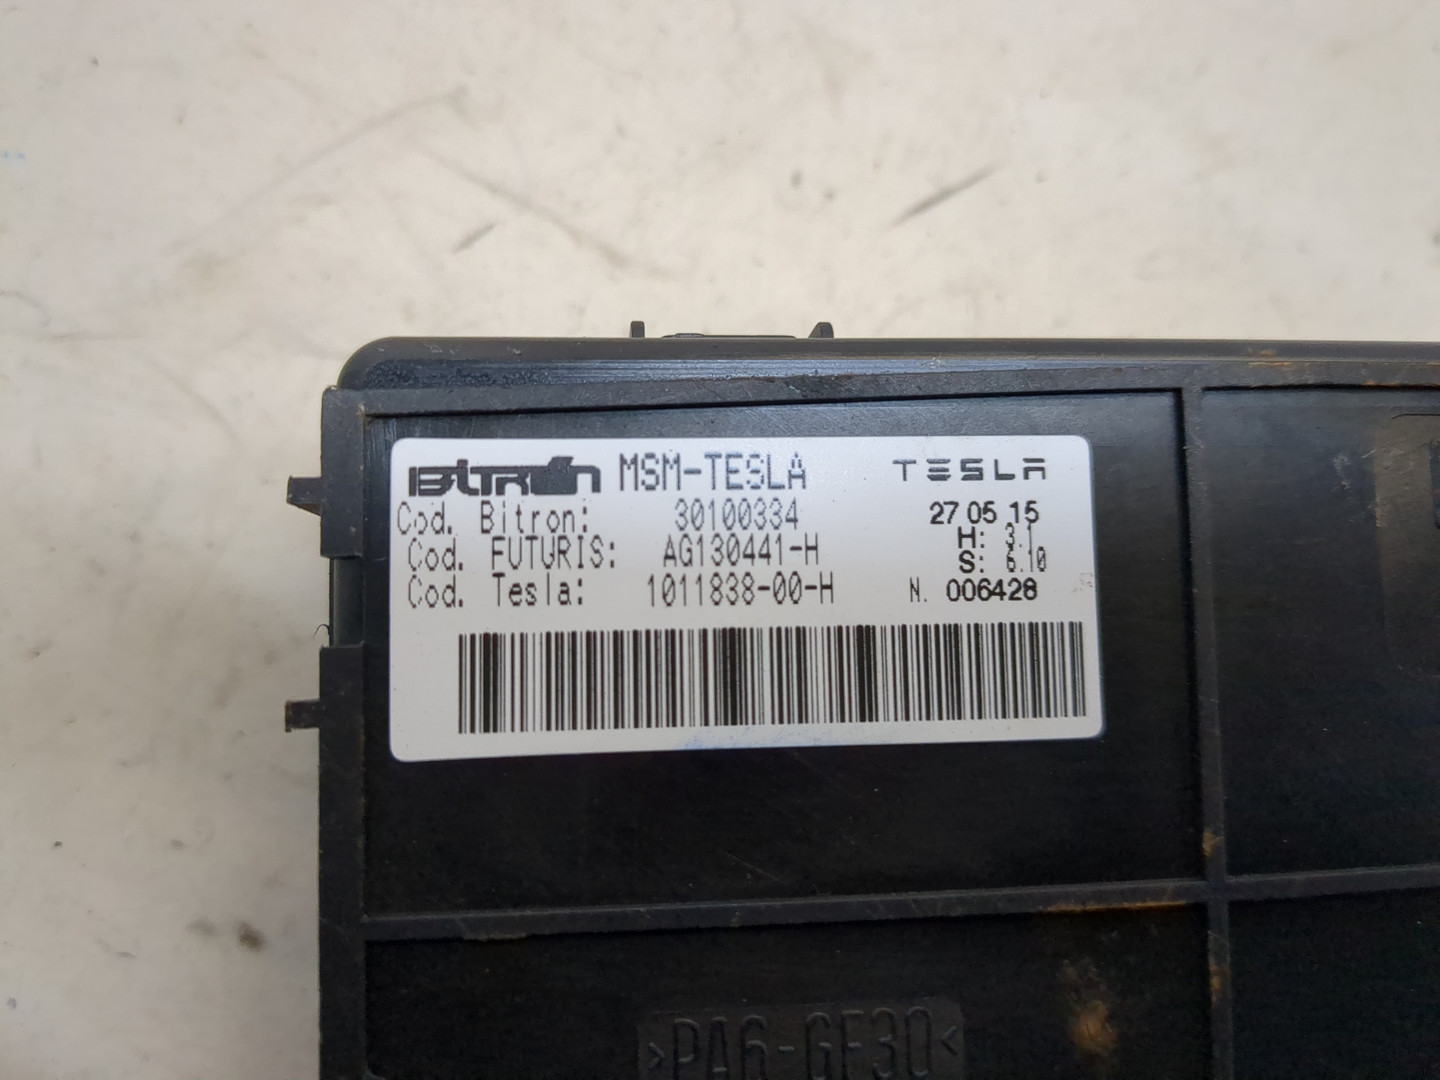 Bitron MSM-TESLA TESLA
Cod. Bitron: 30100334 27 05 15
Cod. FUTURIS: AG130441-H H: 3.1
S: 6.10
Cod. Tesla: 1011838-00-H N. 006428
>PA6-GF30<